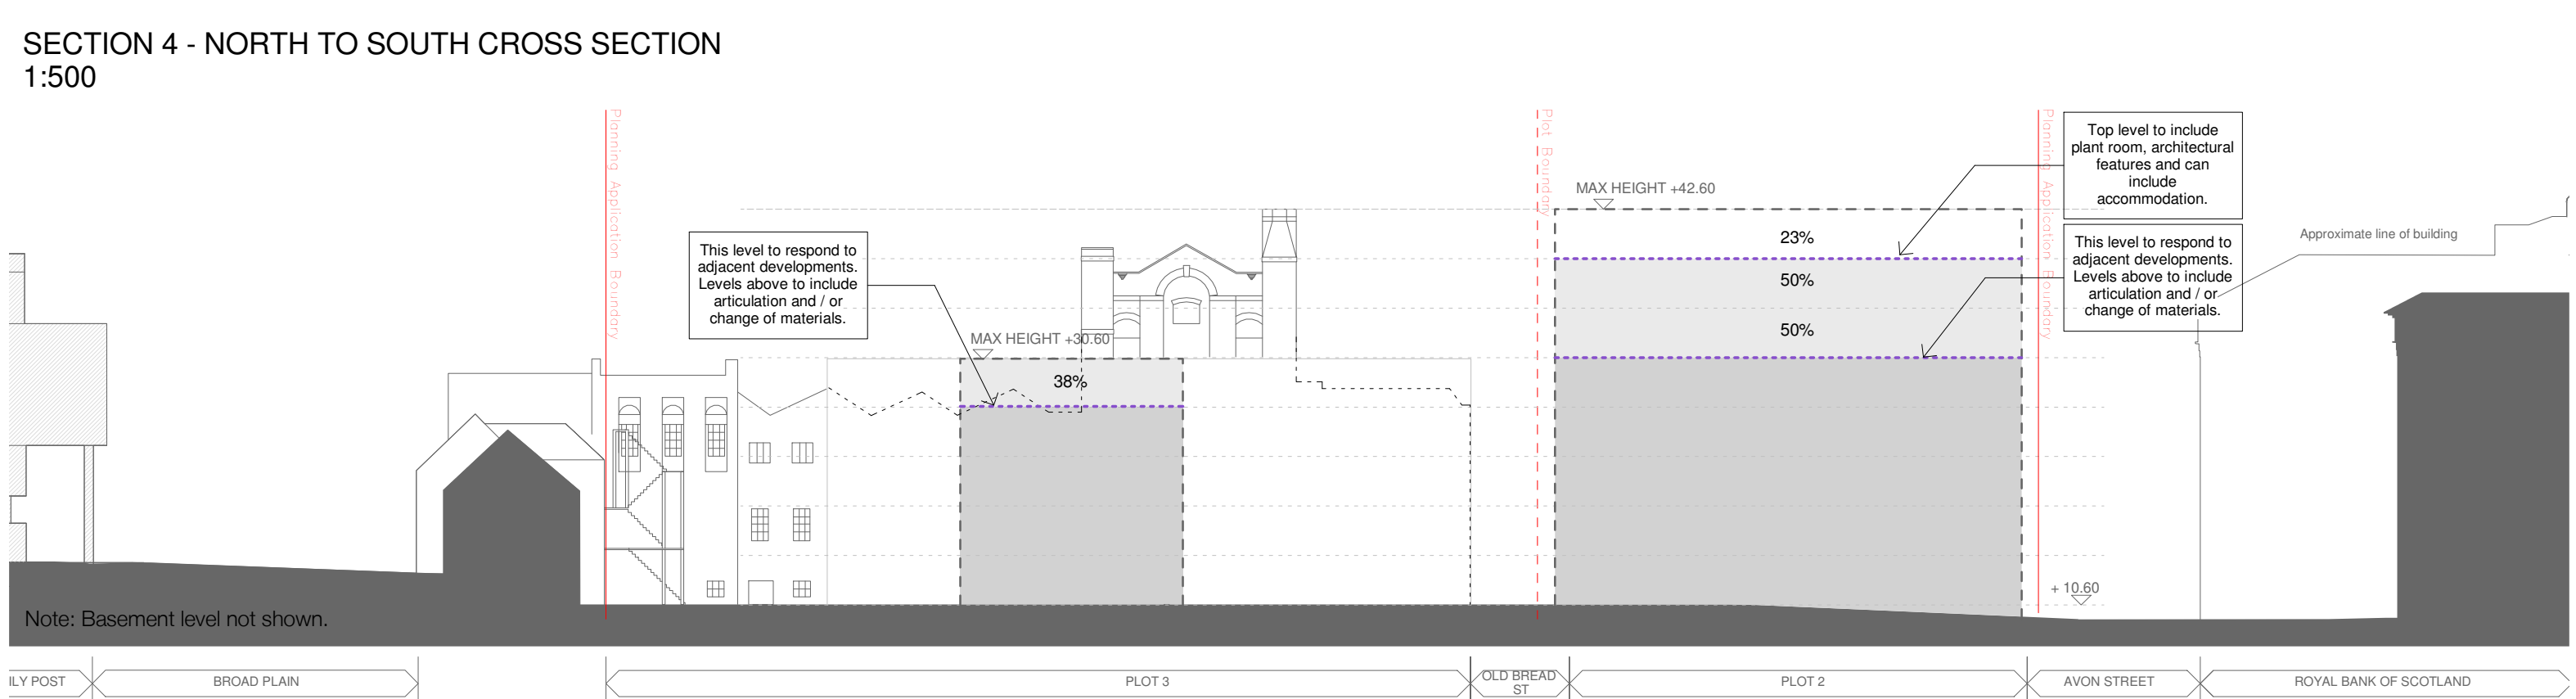 SECTION 4 - NORTH TO SOUTH CROSS SECTION
1:500
Planning Application Boundary
Plot Boundary
Planning Application Boundary
Top level to include
plant room, architectural
features and can
include
accommodation.
MAX HEIGHT +42.60
23%
This level to respond to
adjacent developments.
Levels above to include
articulation and / or
change of materials.
This level to respond to
adjacent developments.
Levels above to include
articulation and / or
change of materials.
Approximate line of building
50%
50%
MAX HEIGHT +30.60
38%
+ 10.60
Note: Basement level not shown.
ILY POST
BROAD PLAIN
PLOT 3
OLD BREAD
ST
PLOT 2
AVON STREET
ROYAL BANK OF SCOTLAND